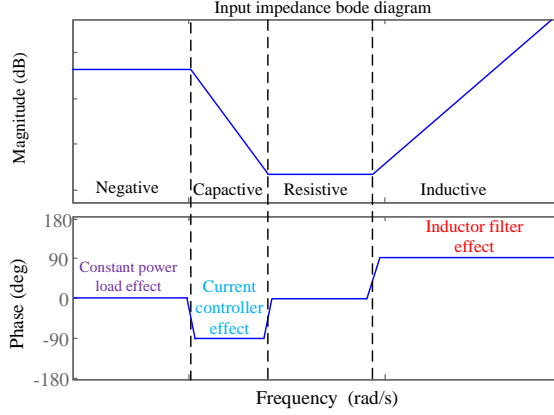 Input impedance bode diagram
Magnitude (dB)
Negative
Capactive
Resistive
Inductive
Phase (deg)
180
90
0
-90
-180
Constant power
load effect
Current
controller
effect
Inductor filter
effect
Frequency (rad/s)